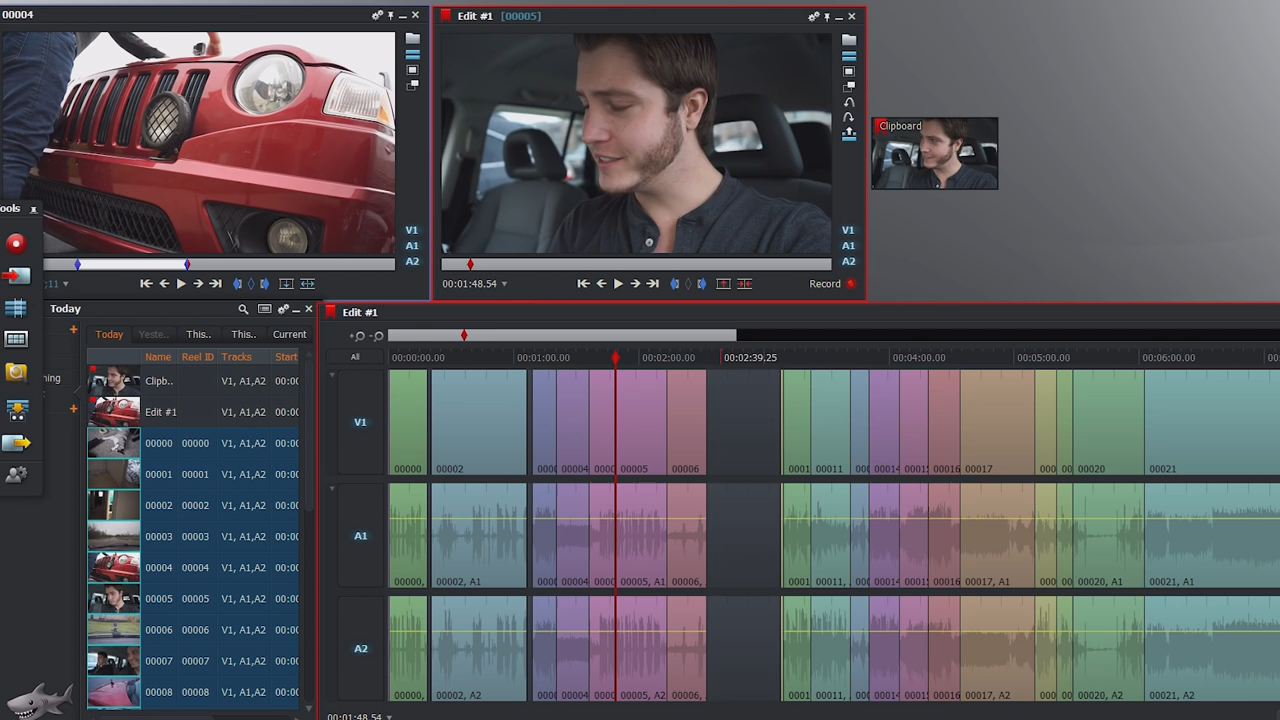 00004
Edit #1 [00005]
Clipboard
V1
A1
A2
V1
A1
A2
ools
:11
00:01:48.54
Record
Today
Edit #1
Today Yeste.. This.. This.. Current
All
00:00:00.00 00:01:00.00 00:02:00.00 00:02:39.25 00:04:00.00 00:05:00.00 00:06:00.00 00
Name Reel ID Tracks Start
ning
Clipb.. V1, A1,A2 00:00
Edit #1 V1, A1,A2 00:00
00000 00000 V1, A1,A2 00:00
00001 00001 V1, A1,A2 00:00
00002 00002 V1, A1,A2 00:00
00003 00003 V1, A1,A2 00:00
00004 00004 V1, A1,A2 00:00
00005 00005 V1, A1,A2 00:00
00006 00006 V1, A1,A2 00:00
00007 00007 V1, A1,A2 00:00
00008 00008 V1, A1,A2 00:00
V1
00000 00002 000 00004 000 00005 00006 0001 00011 000 00014 0001 00016 00017 000 00 00020 00021
A1
00000, 00002, A1 000 00004 000 00005, A1 00006, 0001 00011, 000 00014 0001 00016 00017, A1 000 00 00020, A1 00021, A1
A2
00000, 00002, A2 000 00004 000 00005, A2 00006, 0001 00011, 000 00014 0001 00016 00017, A2 000 00 00020, A2 00021, A2
00:01:48.54